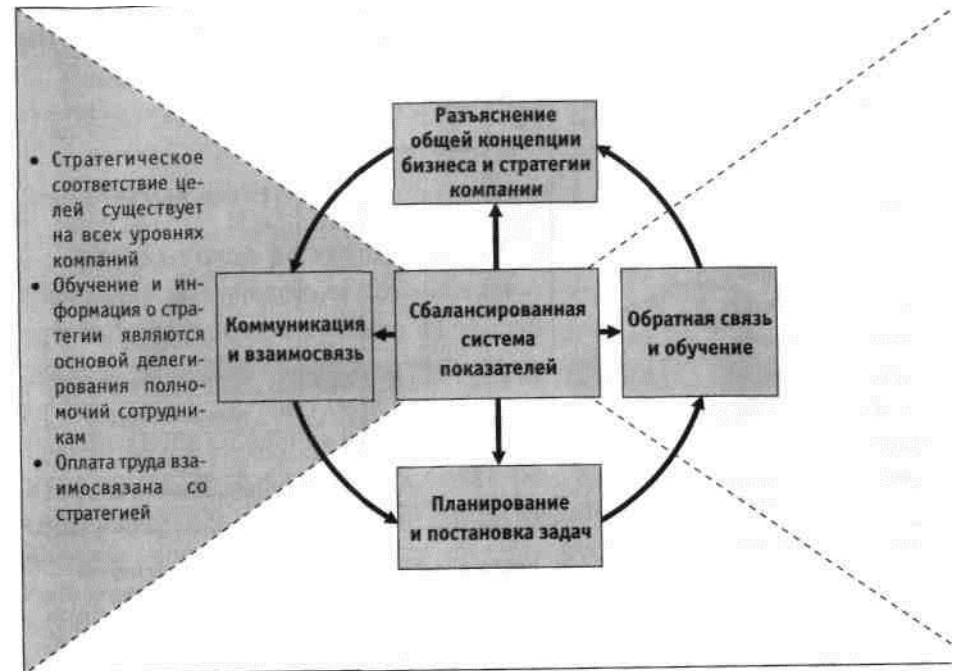 Разъяснение
общей концепции
бизнеса и стратегии
компании
• Стратегическое
соответствие це-
лей существует
на всех уровнях
компаний
• Обучение и ин-
формация о стра-
тегии являются
основой делеги-
рования полно-
мочий сотрудни-
кам
• Оплата труда вза-
имосвязана со
стратегией
Коммуникация
и взаимосвязь
Сбалансированная
система
показателей
Обратная связь
и обучение
Планирование
и постановка задач